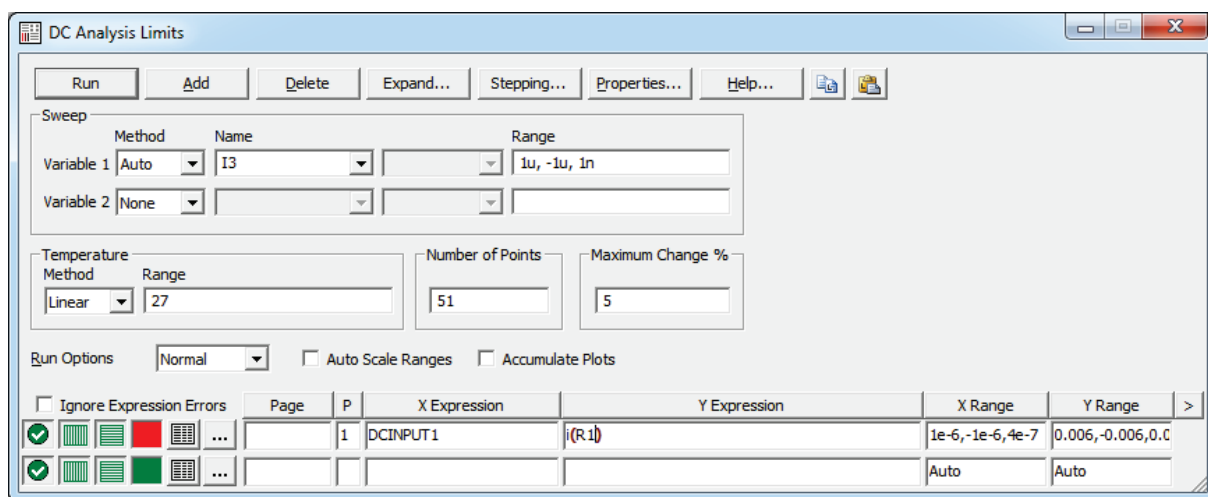 DC Analysis Limits
Run Add Delete Expand... Stepping... Properties... Help...
Sweep
Method Name Range
Variable 1 Auto I3 1u, -1u, 1n
Variable 2 None
Temperature Number of Points Maximum Change %
Method Range
Linear 27 51 5
Run Options Normal Auto Scale Ranges Accumulate Plots
Ignore Expression Errors Page P X Expression Y Expression X Range Y Range >
... 1 DCINPUT1 i(R1) 1e-6,-1e-6,4e-7 0.006,-0.006,0.0
... Auto Auto